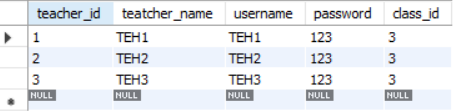 teacher_id teatcher_name username password class_id
1 TEH1 TEH1 123 3
2 TEH2 TEH2 123 3
3 TEH3 TEH3 123 3
NULL NULL NULL NULL NULL